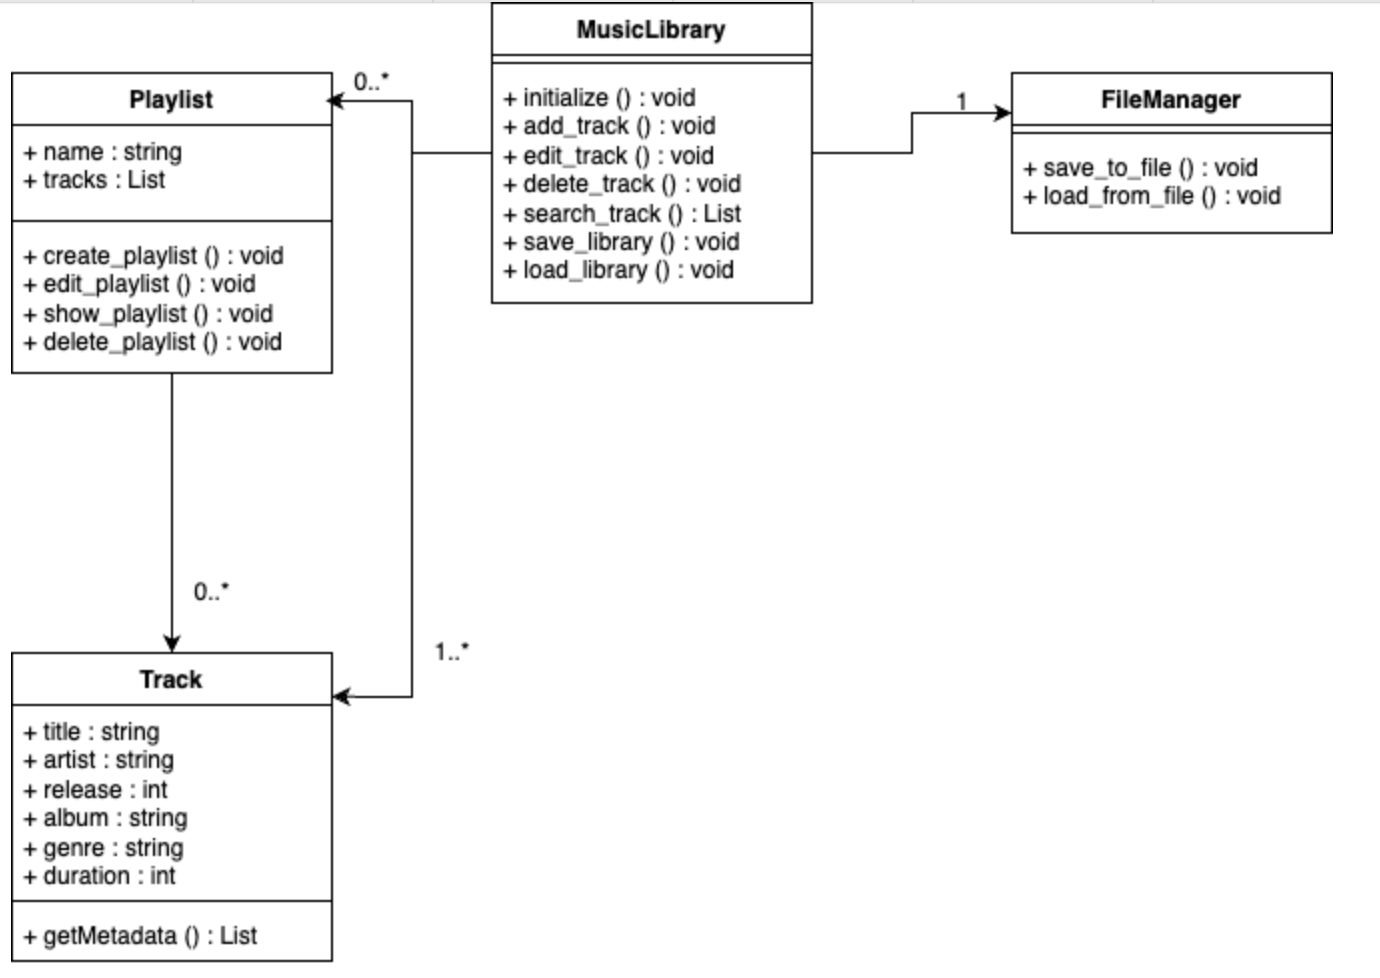 MusicLibrary
+ initialize () : void
+ add_track () : void
+ edit_track () : void
+ delete_track () : void
+ search_track () : List
+ save_library () : void
+ load_library () : void
0..*
Playlist
+ name : string
+ tracks : List
+ create_playlist () : void
+ edit_playlist () : void
+ show_playlist () : void
+ delete_playlist () : void
1
FileManager
+ save_to_file () : void
+ load_from_file () : void
0..*
1..*
Track
+ title : string
+ artist : string
+ release : int
+ album : string
+ genre : string
+ duration : int
+ getMetadata () : List